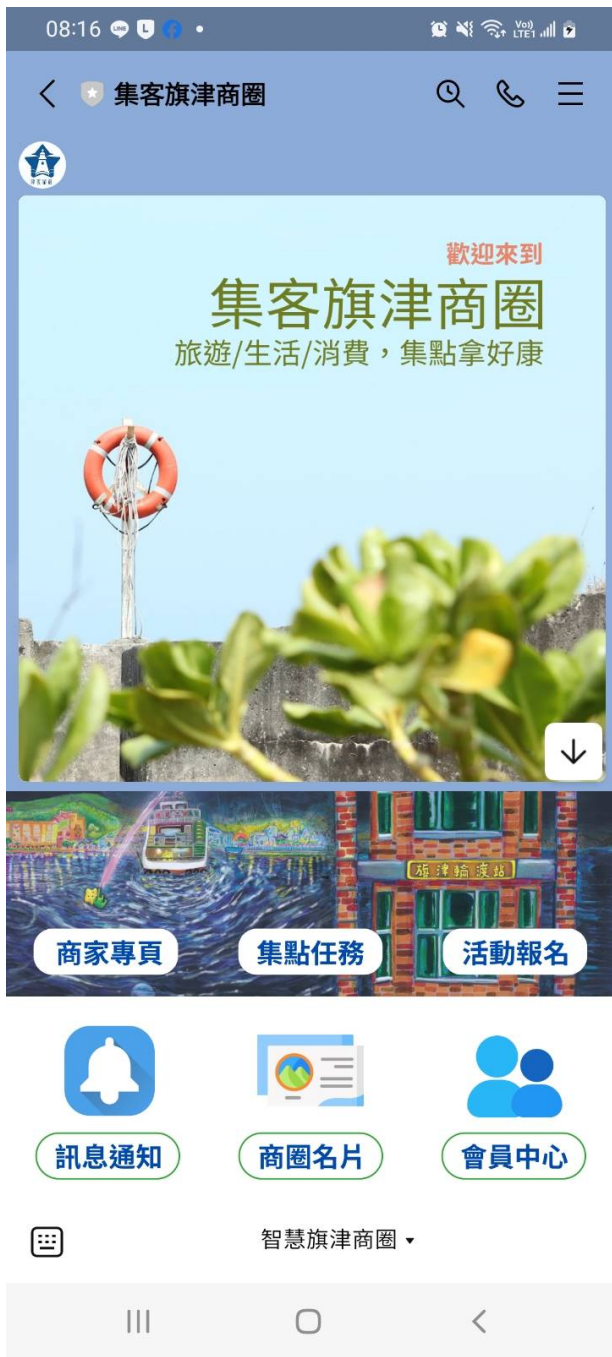 08:16
Vo))
LTE1
集客旗津商圈
歡迎來到
集客旗津商圈
旅遊/生活/消費，集點拿好康
旗津輪渡站
商家專頁
集點任務
活動報名
訊息通知
商圈名片
會員中心
智慧旗津商圈